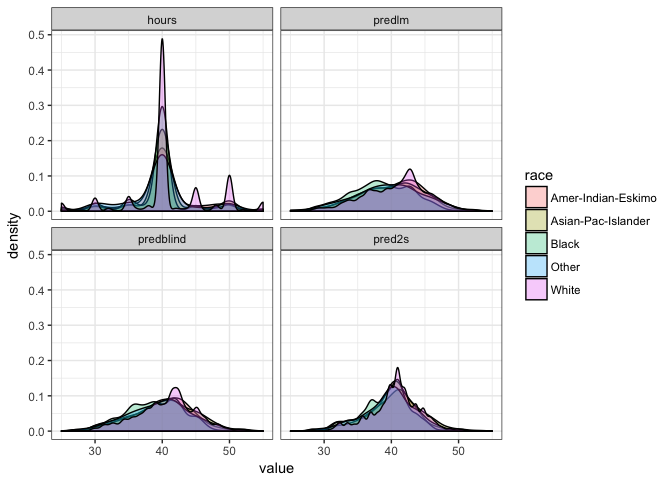 hours
predlm
0.5
0.4
0.3
0.2
0.1
0.0
predblind
pred2s
0.5
0.4
0.3
0.2
0.1
0.0
30 40 50
30 40 50
density
value
race
Amer-Indian-Eskimo
Asian-Pac-Islander
Black
Other
White